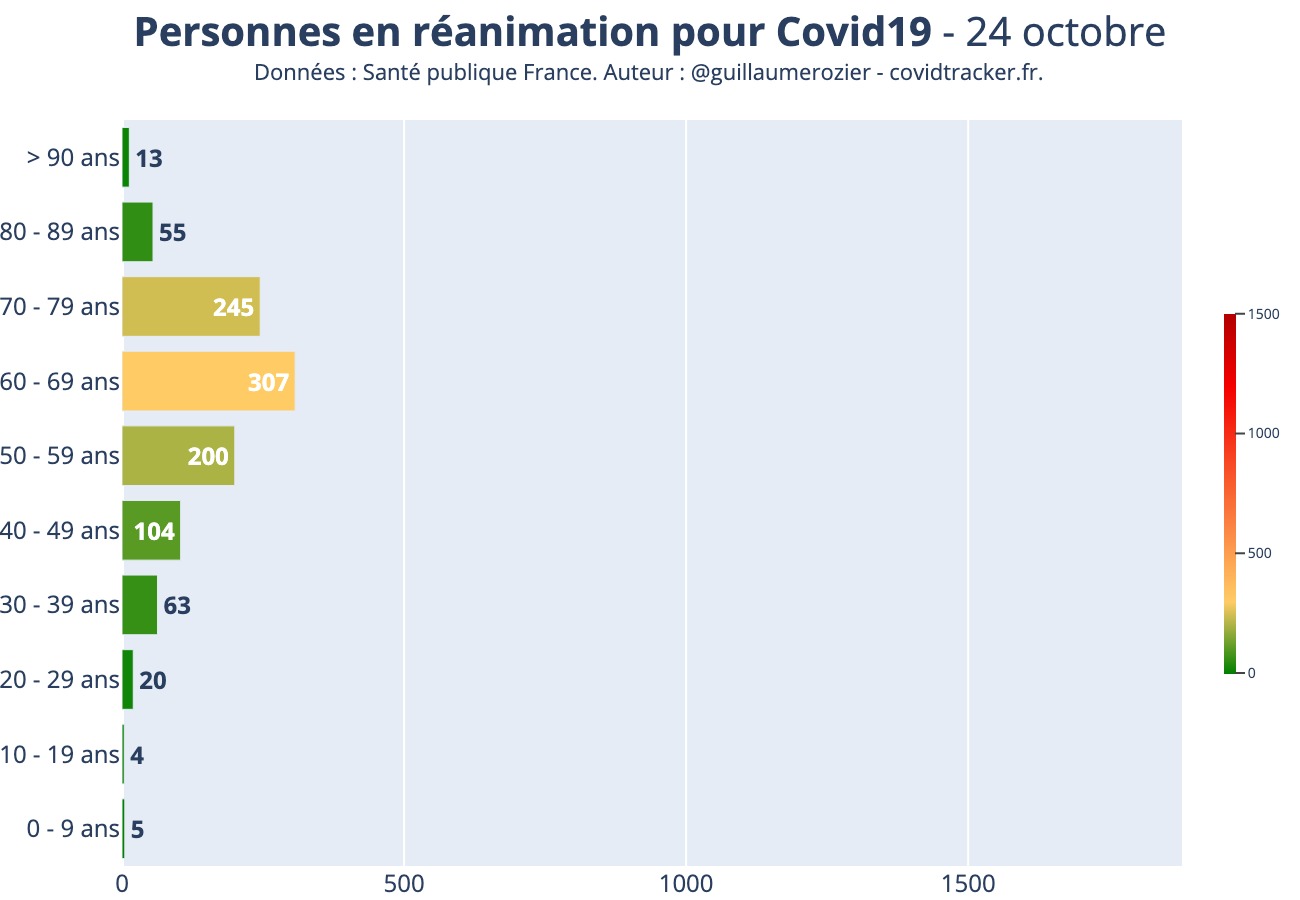 Personnes en réanimation pour Covid19 - 24 octobre
Données : Santé publique France. Auteur : @guillaumerozier - covidtracker.fr.
> 90 ans 13
80 - 89 ans 55
70 - 79 ans 245
60 - 69 ans 307
50 - 59 ans 200
40 - 49 ans 104
30 - 39 ans 63
20 - 29 ans 20
10 - 19 ans 4
0 - 9 ans 5
0 500 1000 1500
1500
1000
500
0